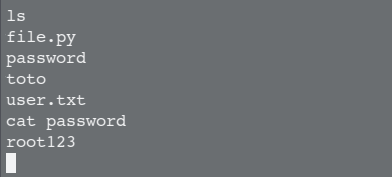 ls
file.py
password
toto
user.txt
cat password
root123